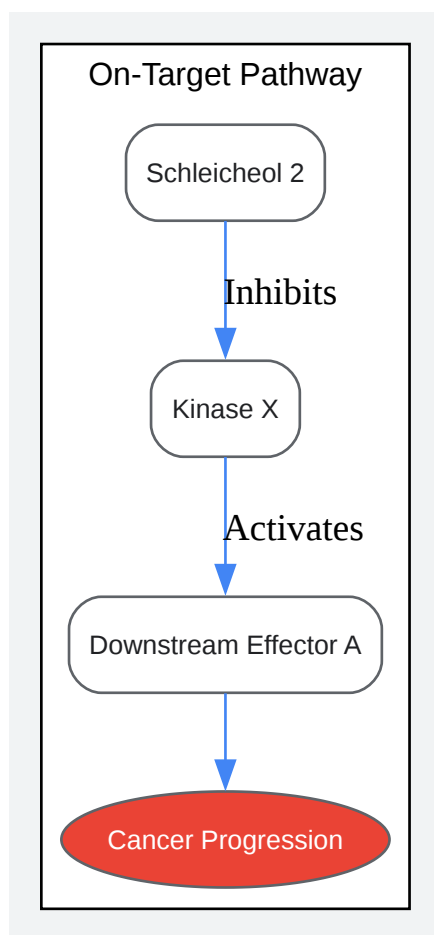 On-Target Pathway
Schleicheol 2
Inhibits
Kinase X
Activates
Downstream Effector A
Cancer Progression